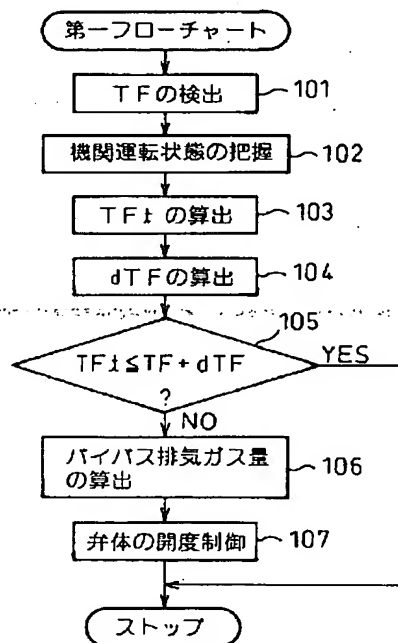 第一フローチャート
TFの検出
101
機関運転状態の把握
102
TFtの算出
103
dTFの算出
104
105
TFt≦TF+dTF
?
YES
NO
バイパス排気ガス量
の算出
106
弁体の開度制御
107
ストップ